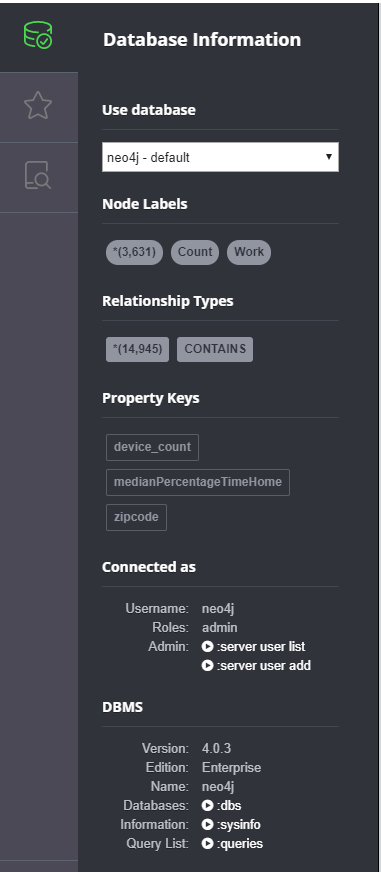 Database Information
Use database
neo4j - default
Node Labels
*(3,631) Count Work
Relationship Types
*(14,945) CONTAINS
Property Keys
device_count
medianPercentageTimeHome
zipcode
Connected as
Username: neo4j
Roles: admin
Admin: :server user list
:server user add
DBMS
Version: 4.0.3
Edition: Enterprise
Name: neo4j
Databases: :dbs
Information: :sysinfo
Query List: :queries